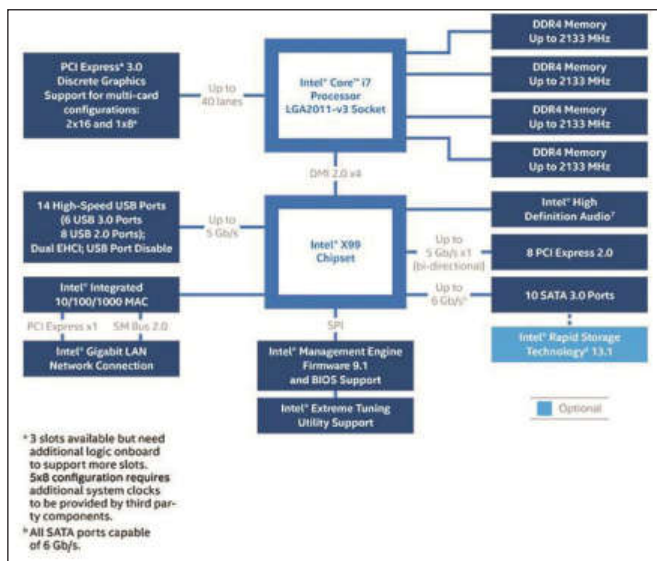 PCI Express* 3.0
Discrete Graphics
Support for multi-card
configurations:
2x16 and 1x8ª
Up to
40 lanes
Intel® Core™ i7
Processor
LGA2011-v3 Socket
DDR4 Memory
Up to 2133 MHz
DDR4 Memory
Up to 2133 MHz
DDR4 Memory
Up to 2133 MHz
DDR4 Memory
Up to 2133 MHz
DMI 2.0 x4
14 High-Speed USB Ports
(6 USB 3.0 Ports
8 USB 2.0 Ports);
Dual EHCI; USB Port Disable
Up to
5 Gb/s
Intel® X99
Chipset
Intel® High
Definition Audio⁷
Up to
5 Gb/s x1
(bi-directional)
8 PCI Express 2.0
Intel® Integrated
10/100/1000 MAC
Up to
6 Gb/sᵇ
10 SATA 3.0 Ports
PCI Express x1
SM Bus 2.0
SPI
Intel® Gigabit LAN
Network Connection
Intel® Management Engine
Firmware 9.1
and BIOS Support
Intel® Rapid Storage
Technology⁸ 13.1
Intel® Extreme Tuning
Utility Support
Optional
ª 3 slots available but need
additional logic onboard
to support more slots.
5x8 configuration requires
additional system clocks
to be provided by third par-
ty components.
ᵇ All SATA ports capable
of 6 Gb/s.